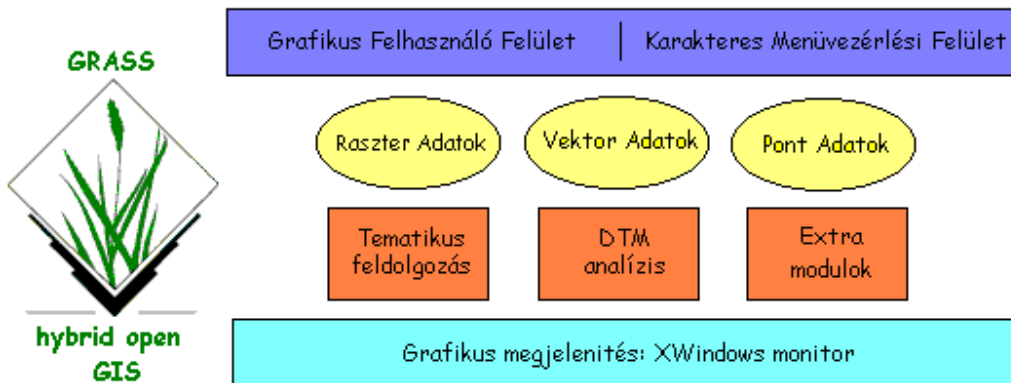 GRASS
hybrid open
GIS
Grafikus Felhasználó Felület
Karakteres Menüvezérlési Felület
Raszter Adatok
Vektor Adatok
Pont Adatok
Tematikus
feldolgozás
DTM
analízis
Extra
modulok
Grafikus megjelenités: XWindows monitor